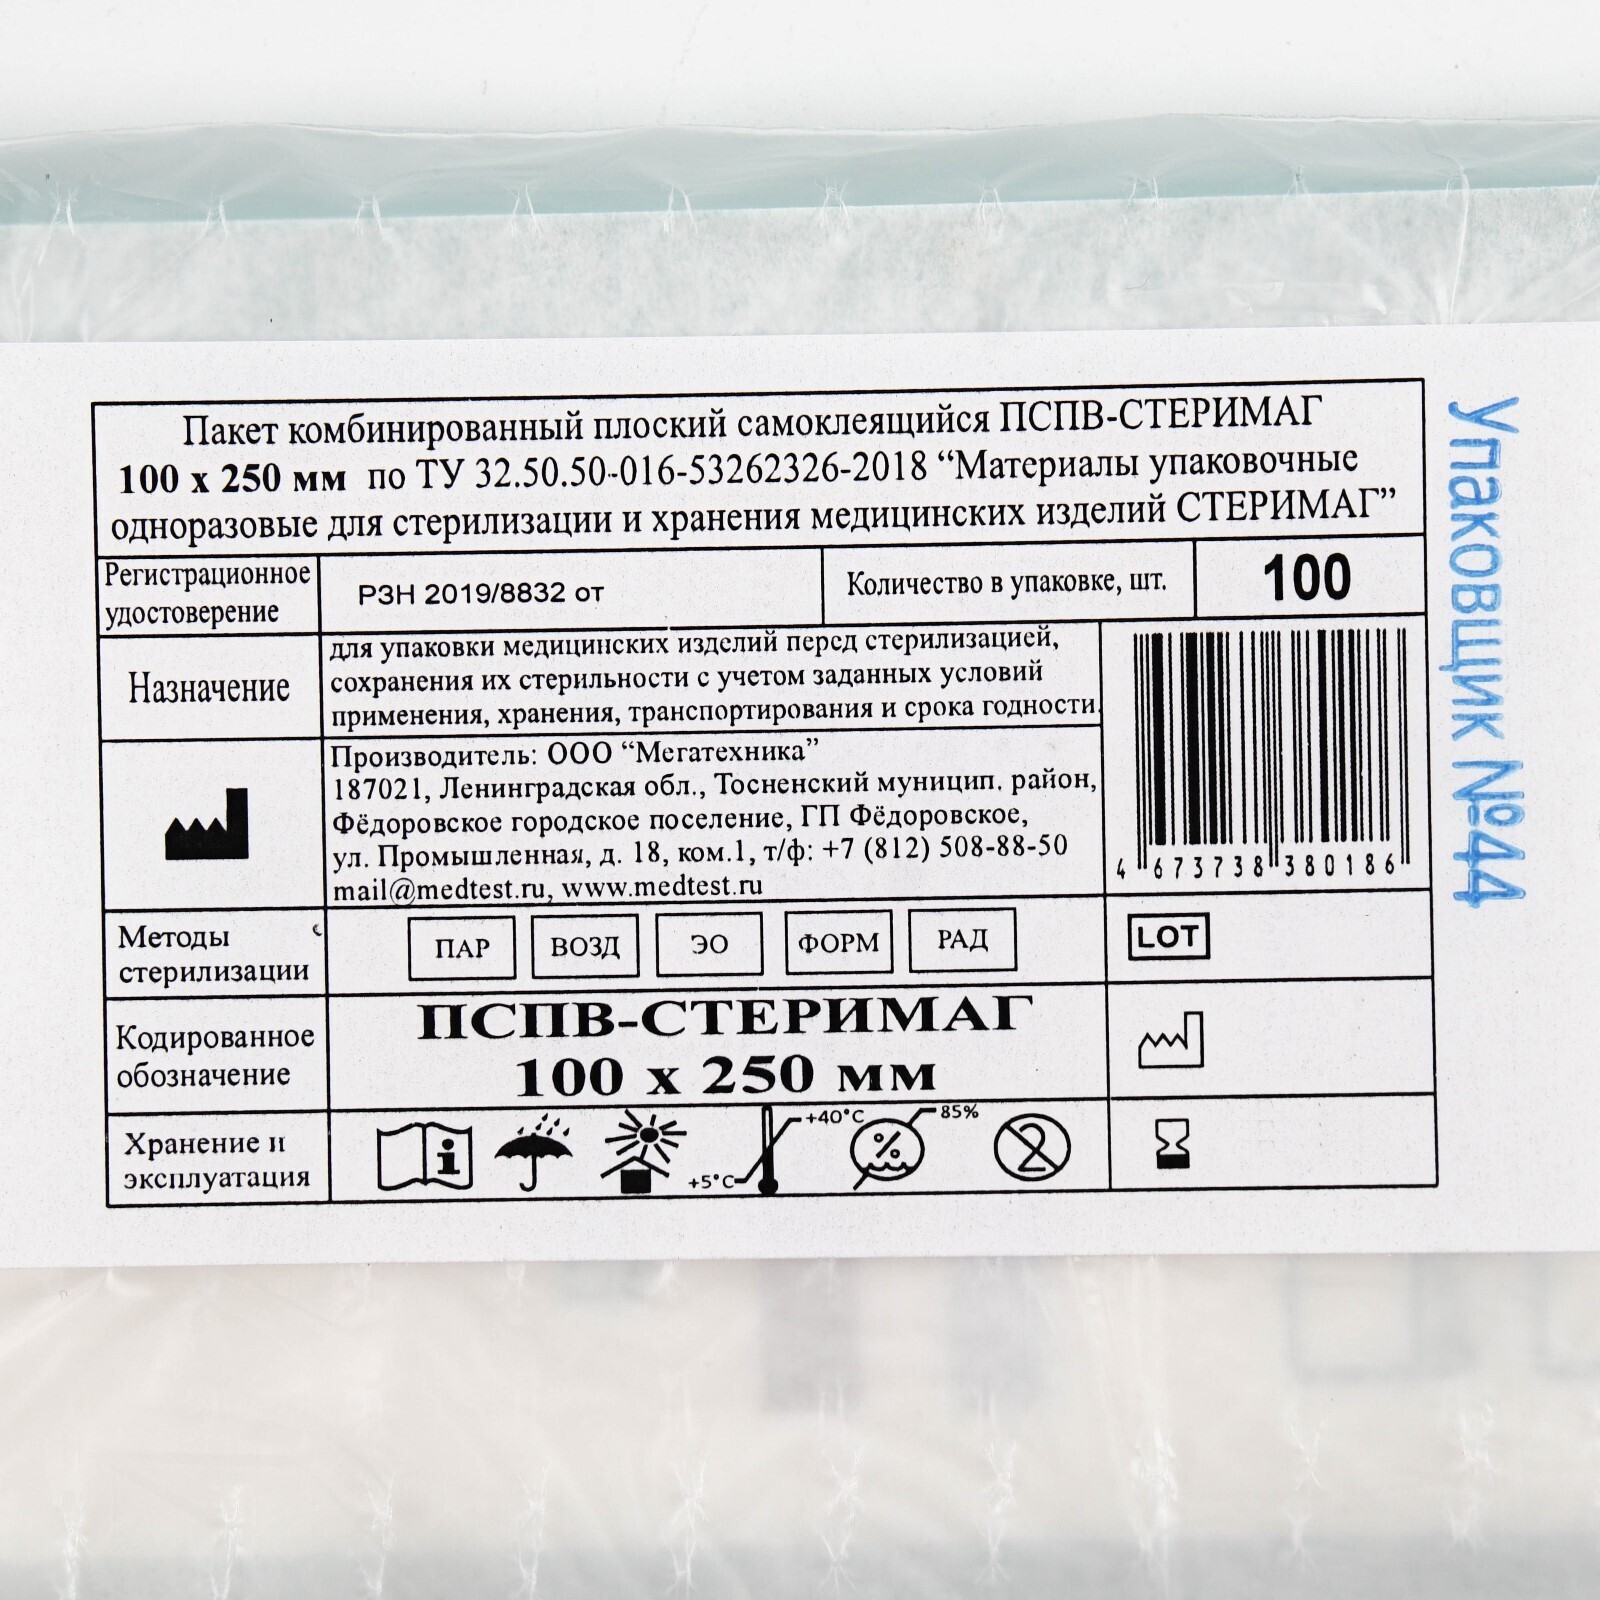 Пакет комбинированный плоский самоклеящийся ПСПВ-СТЕРИМАГ
100 x 250 мм по ТУ 32.50.50-016-53262326-2018 “Материалы упаковочные
одноразовые для стерилизации и хранения медицинских изделий СТЕРИМАГ”
Регистрационное
удостоверение
РЗН 2019/8832 от
Количество в упаковке, шт.
100
Назначение
для упаковки медицинских изделий перед стерилизацией,
сохранения их стерильности с учетом заданных условий
применения, хранения, транспортирования и срока годности.
Производитель: ООО “Мегатехника”
187021, Ленинградская обл., Тосненский муницип. район,
Фёдоровское городское поселение, ГП Фёдоровское,
ул. Промышленная, д. 18, ком.1, т/ф: +7 (812) 508-88-50
mail@medtest.ru, www.medtest.ru
4 673738 380186
Методы
стерилизации
ПАР ВОЗД ЭО ФОРМ РАД
LOT
Кодированное
обозначение
ПСПВ-СТЕРИМАГ
100 x 250 мм
Хранение и
эксплуатация
+5°C
+40°C
%
85%
2
Упаковщик №44